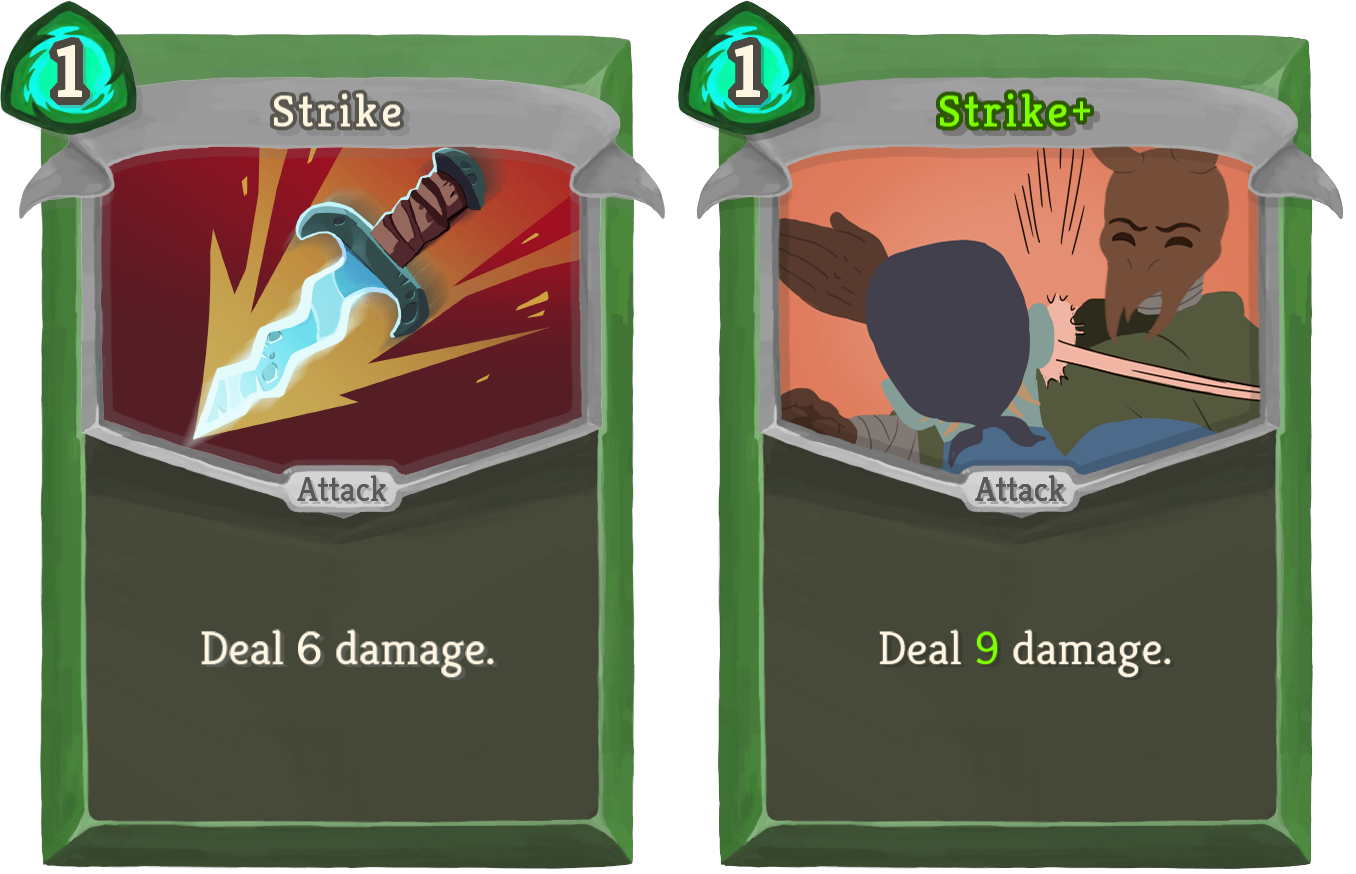 1
Strike
Attack
Deal 6 damage.
1
Strike+
Attack
Deal 9 damage.